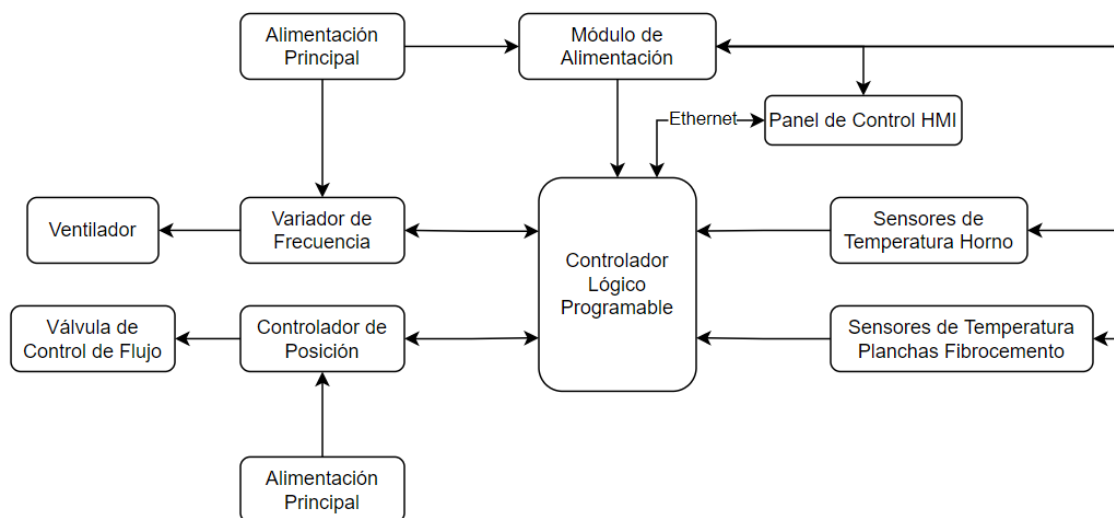 Alimentación
Principal
Módulo de
Alimentación
Ethernet
Panel de Control HMI
Ventilador
Variador de
Frecuencia
Controlador
Lógico
Programable
Sensores de
Temperatura Horno
Válvula de
Control de Flujo
Controlador de
Posición
Sensores de Temperatura
Planchas Fibrocemento
Alimentación
Principal